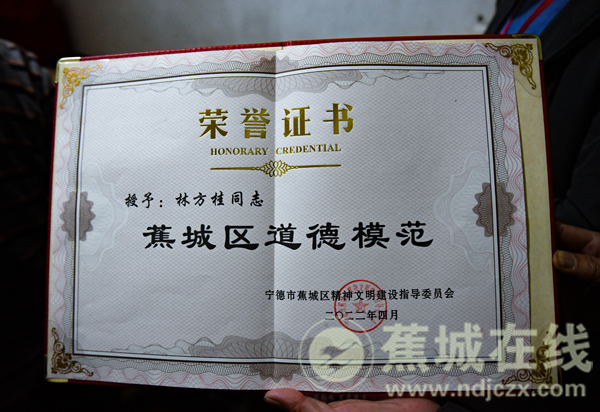 荣誉证书
HONORARY CREDENTIAL
授予：林方桂同志
蕉城区道德模范
宁德市蕉城区精神文明建设指导委员会
二〇二二年四月
蕉城在线
www.ndjczx.com